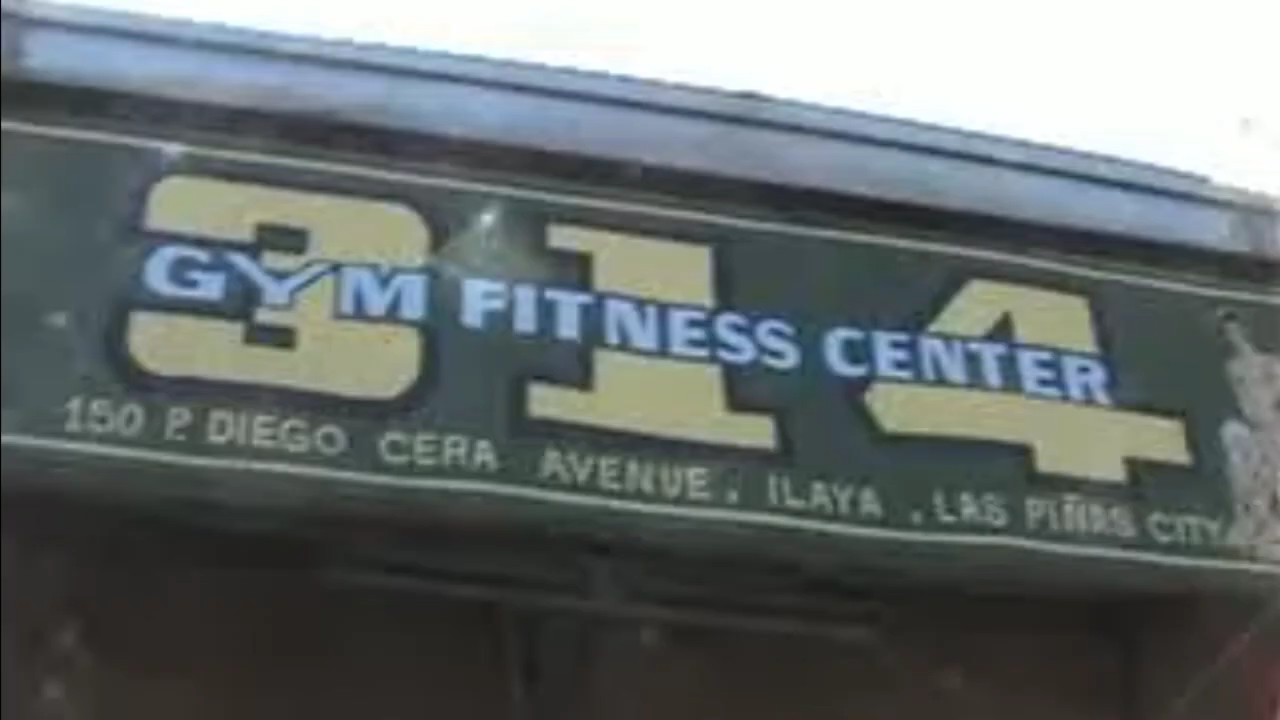 314
GYM FITNESS CENTER
150 P. DIEGO CERA AVENUE, ILAYA, LAS PIÑAS CITY